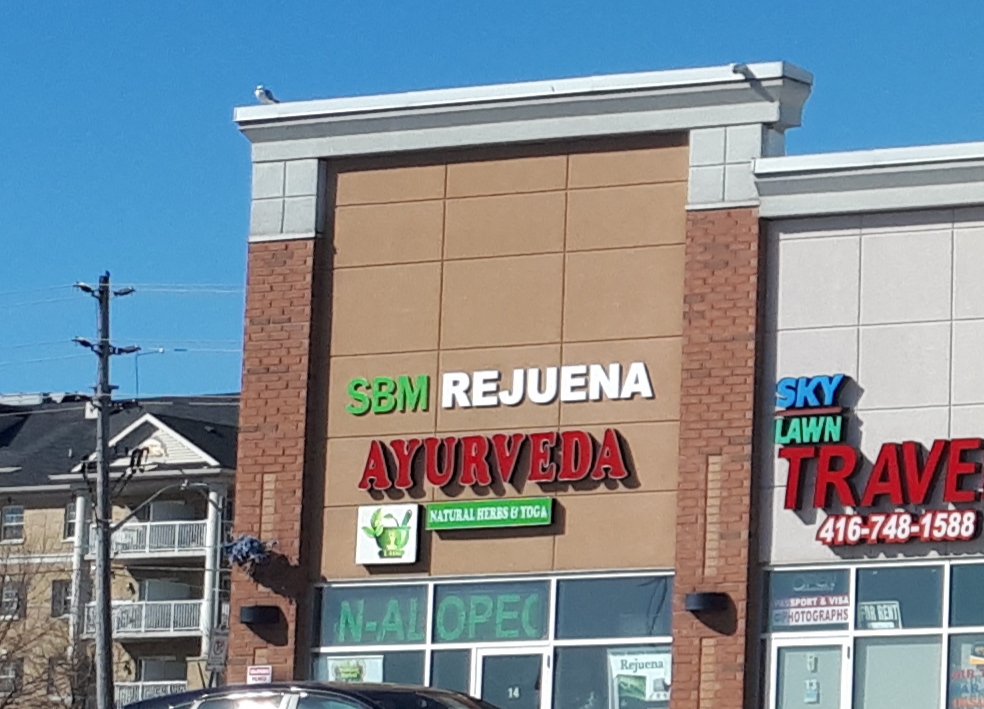 SBM REJUENA
AYURVEDA
NATURAL HERBS & YOGA
N-ALOPEC
Rejuena
14
SKY
LAWN
TRAVE
416-748-1588
OPEN
PASSPORT & VISA
PHOTOGRAPHS
FOR RENT